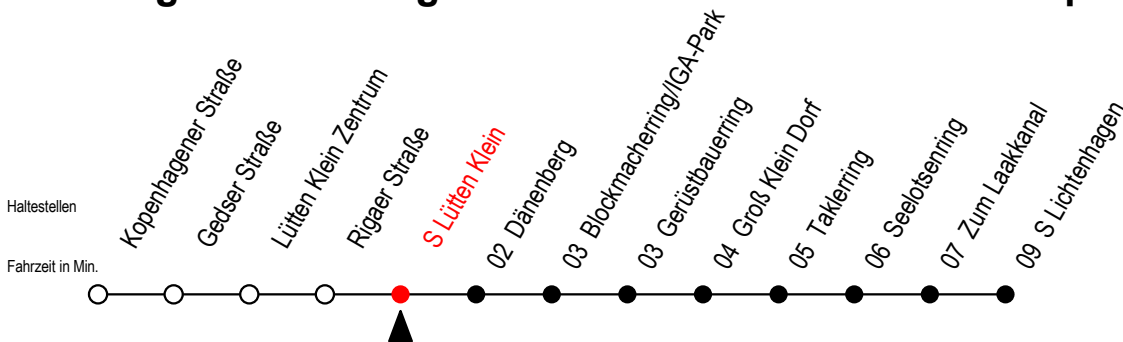 Haltestellen
Fahrzeit in Min.
Kopenhagener Straße
Gedser Straße
Lütten Klein Zentrum
Rigaer Straße
S Lütten Klein
02 Dänenberg
03 Blockmacherring/IGA-Park
03 Gerüstbauerring
04 Groß Klein Dorf
05 Taklerring
06 Seelotsenring
07 Zum Laakkanal
09 S Lichtenhagen